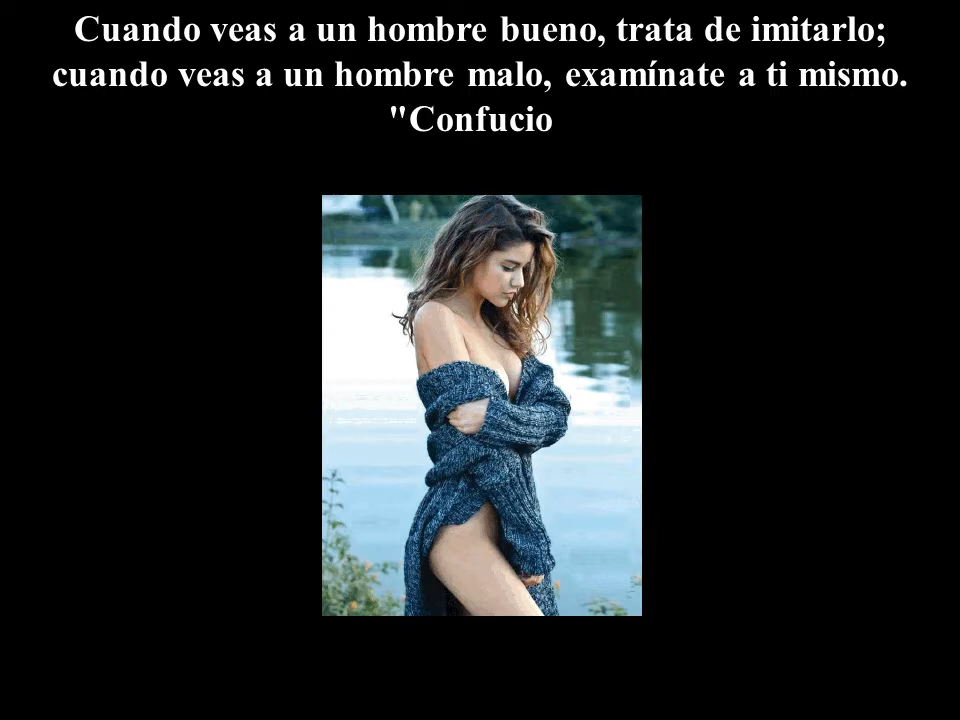 Cuando veas a un hombre bueno, trata de imitarlo;
cuando veas a un hombre malo, examínate a ti mismo.
"Confucio